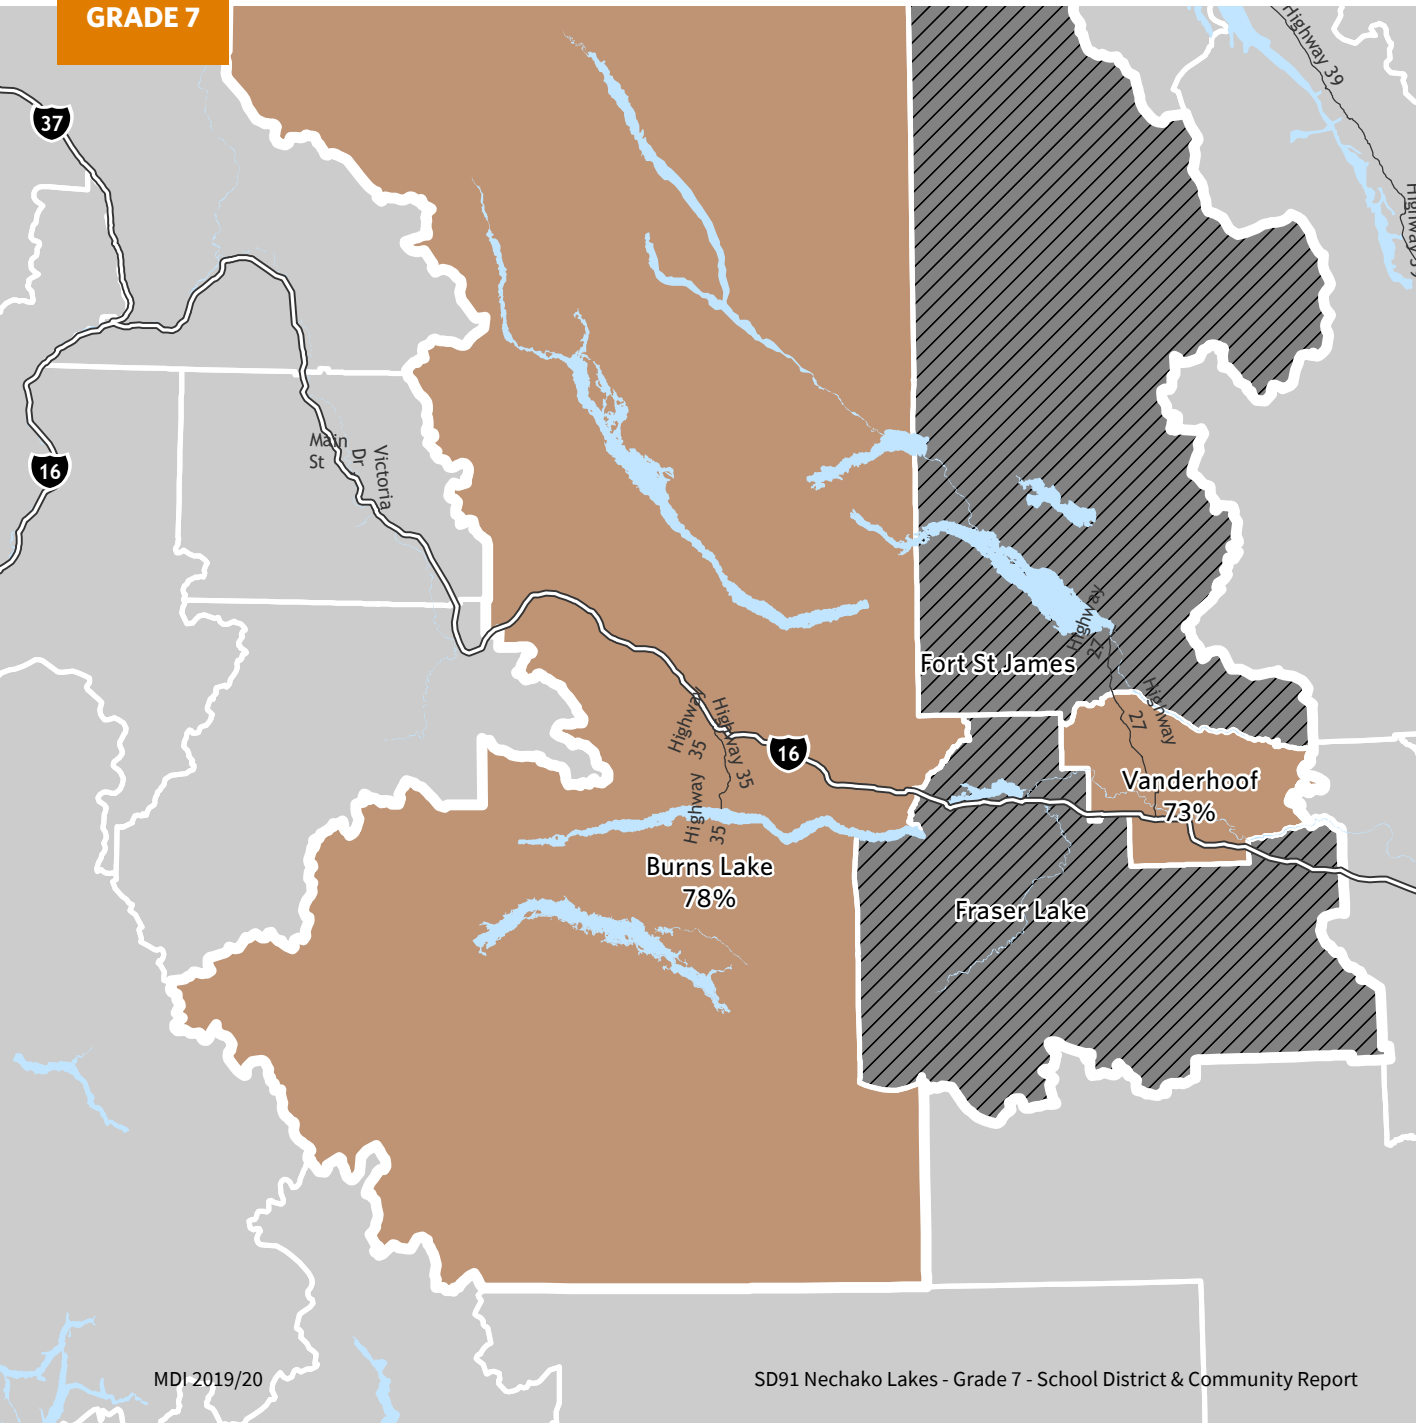 GRADE 7
Highway 39
Highway 39
37
16
Main
St
Victoria
Dr
Highway
27
Fort St James
Highway
27
Highway
35
Highway 35
16
Highway
35
Vanderhoof
73%
Burns Lake
78%
Fraser Lake
MDI 2019/20
SD91 Nechako Lakes - Grade 7 - School District & Community Report